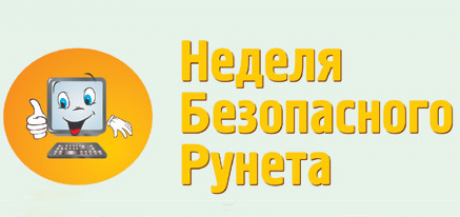 Неделя
Безопасного
Рунета